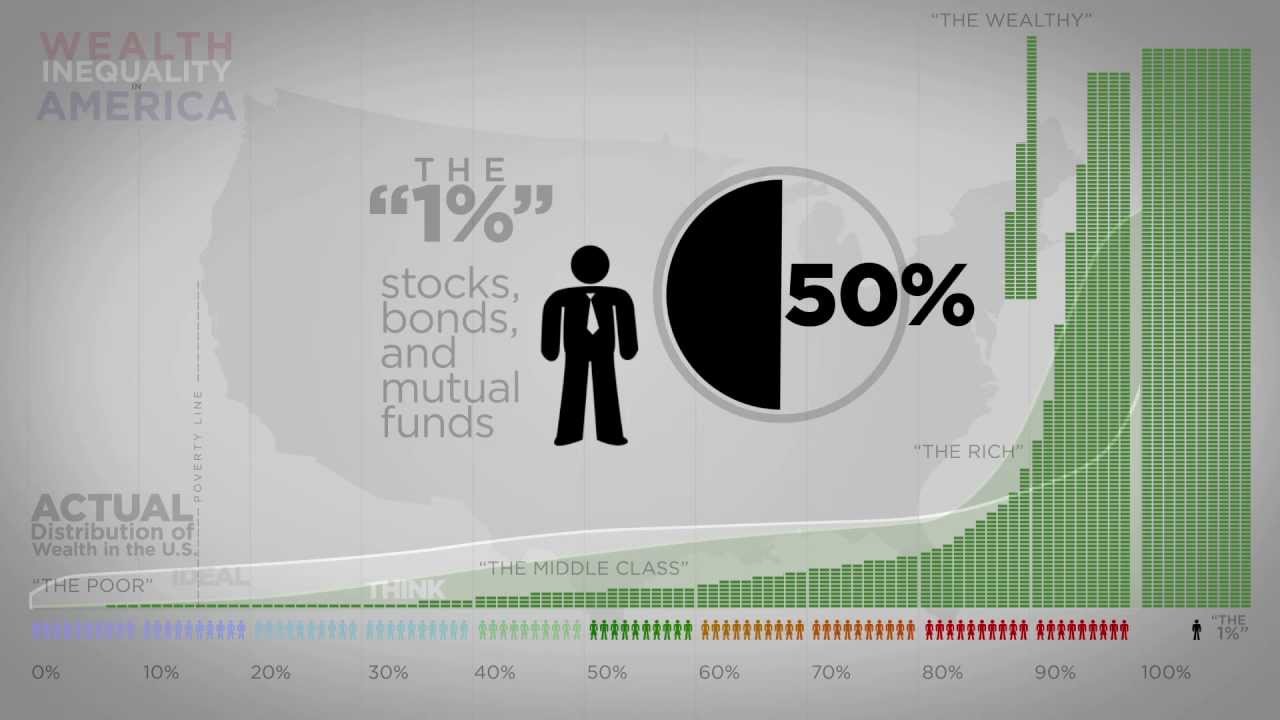 WEALTH
INEQUALITY
IN
AMERICA
“THE WEALTHY”
THE
“1%”
stocks,
bonds,
and
mutual
funds
50%
POVERTY LINE
“THE RICH”
ACTUAL
Distribution of
Wealth in the U.S.
“THE POOR”
IDEAL
THINK
“THE MIDDLE CLASS”
“THE
1%”
0% 10% 20% 30% 40% 50% 60% 70% 80% 90% 100%